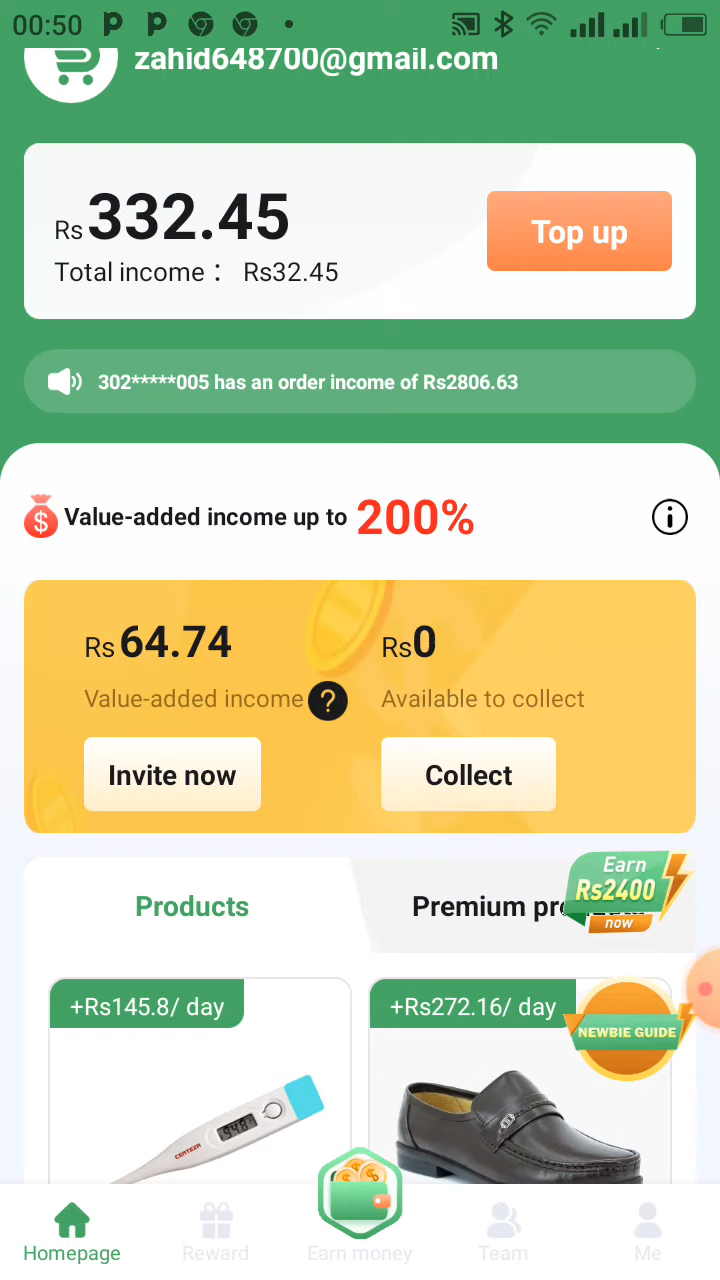 00:50
zahid648700@gmail.com
Rs332.45
Top up
Total income： Rs32.45
302*****005 has an order income of Rs2806.63
Value-added income up to 200%
Rs64.74
Rs0
Value-added income ?
Available to collect
Invite now
Collect
Products
Premium
Earn
Rs2400
now
+Rs145.8/ day
+Rs272.16/ day
NEWBIE GUIDE
CERTEZA
Homepage
Reward
Earn money
Team
Me